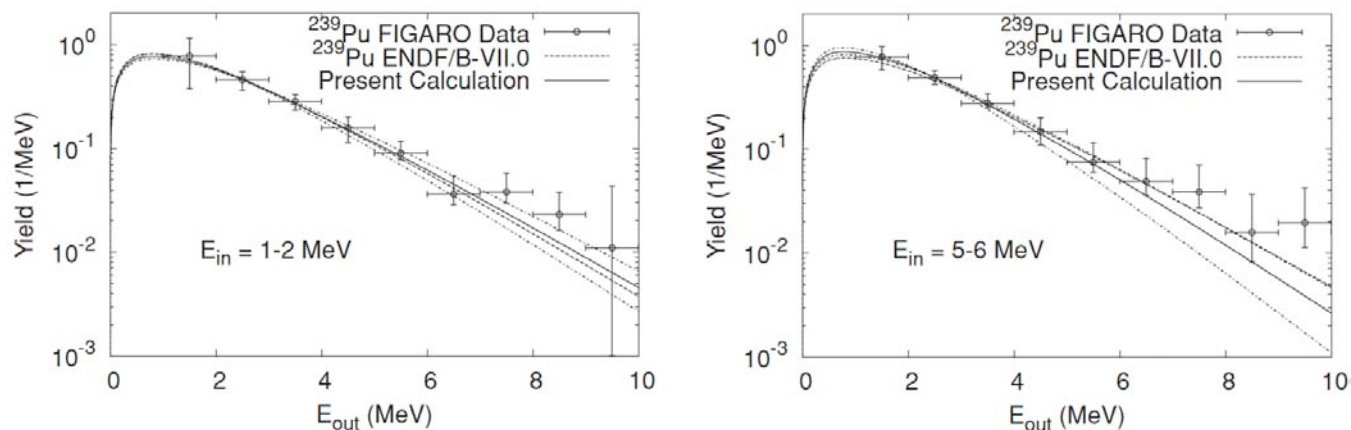 ²³⁹Pu FIGARO Data
²³⁹Pu ENDF/B-VII.0
Present Calculation
Yield (1/MeV)
10⁰
10⁻¹
10⁻²
10⁻³
E_in = 1-2 MeV
0 2 4 6 8 10
E_out (MeV)
²³⁹Pu FIGARO Data
²³⁹Pu ENDF/B-VII.0
Present Calculation
Yield (1/MeV)
10⁰
10⁻¹
10⁻²
10⁻³
E_in = 5-6 MeV
0 2 4 6 8 10
E_out (MeV)